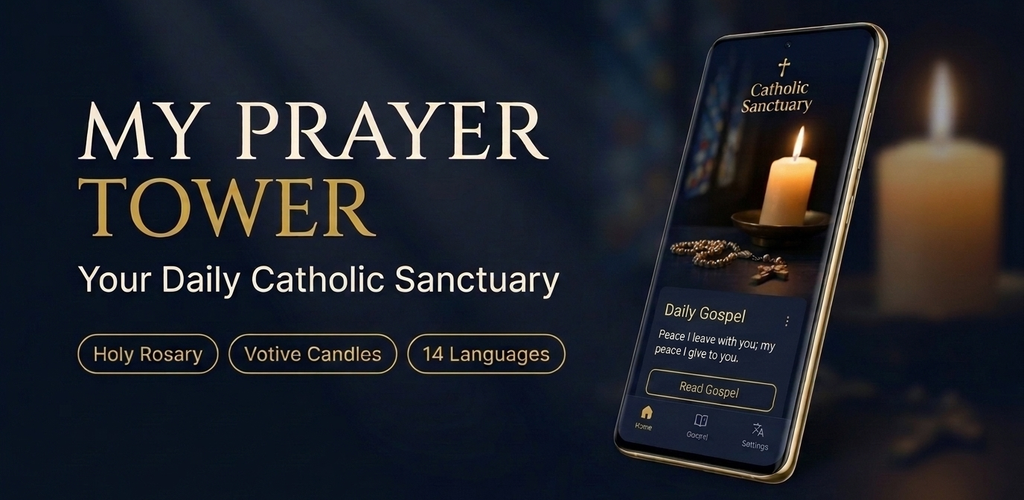 MY PRAYER
TOWER
Your Daily Catholic Sanctuary
Holy Rosary
Votive Candles
14 Languages
Catholic
Sanctuary
Daily Gospel
Peace I leave with you; my
peace I give to you.
Read Gospel
Home
Gospel
Settings